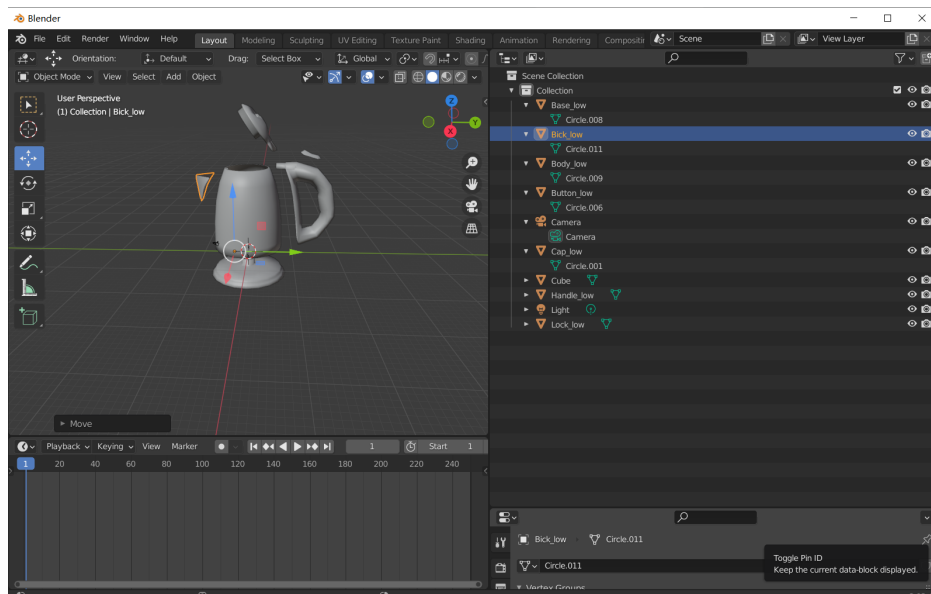 Blender
File Edit Render Window Help Layout Modeling Sculpting UV Editing Texture Paint Shading Animation Rendering Compositi Scene View Layer
Orientation: Default Drag: Select Box Global
Object Mode View Select Add Object
User Perspective
(1) Collection | Bick_low
Z
Y
X
Move
Scene Collection
Collection
Base_low
Circle.008
Bick_low
Circle.011
Body_low
Circle.009
Button_low
Circle.006
Camera
Camera
Cap_low
Circle.001
Cube
Handle_low
Light
Lock_low
Playback Keying View Marker 1 Start 1
1 20 40 60 80 100 120 140 160 180 200 220 240
Bick_low Circle.011
Circle.011
Vertex Groups
Toggle Pin ID
Keep the current data-block displayed.